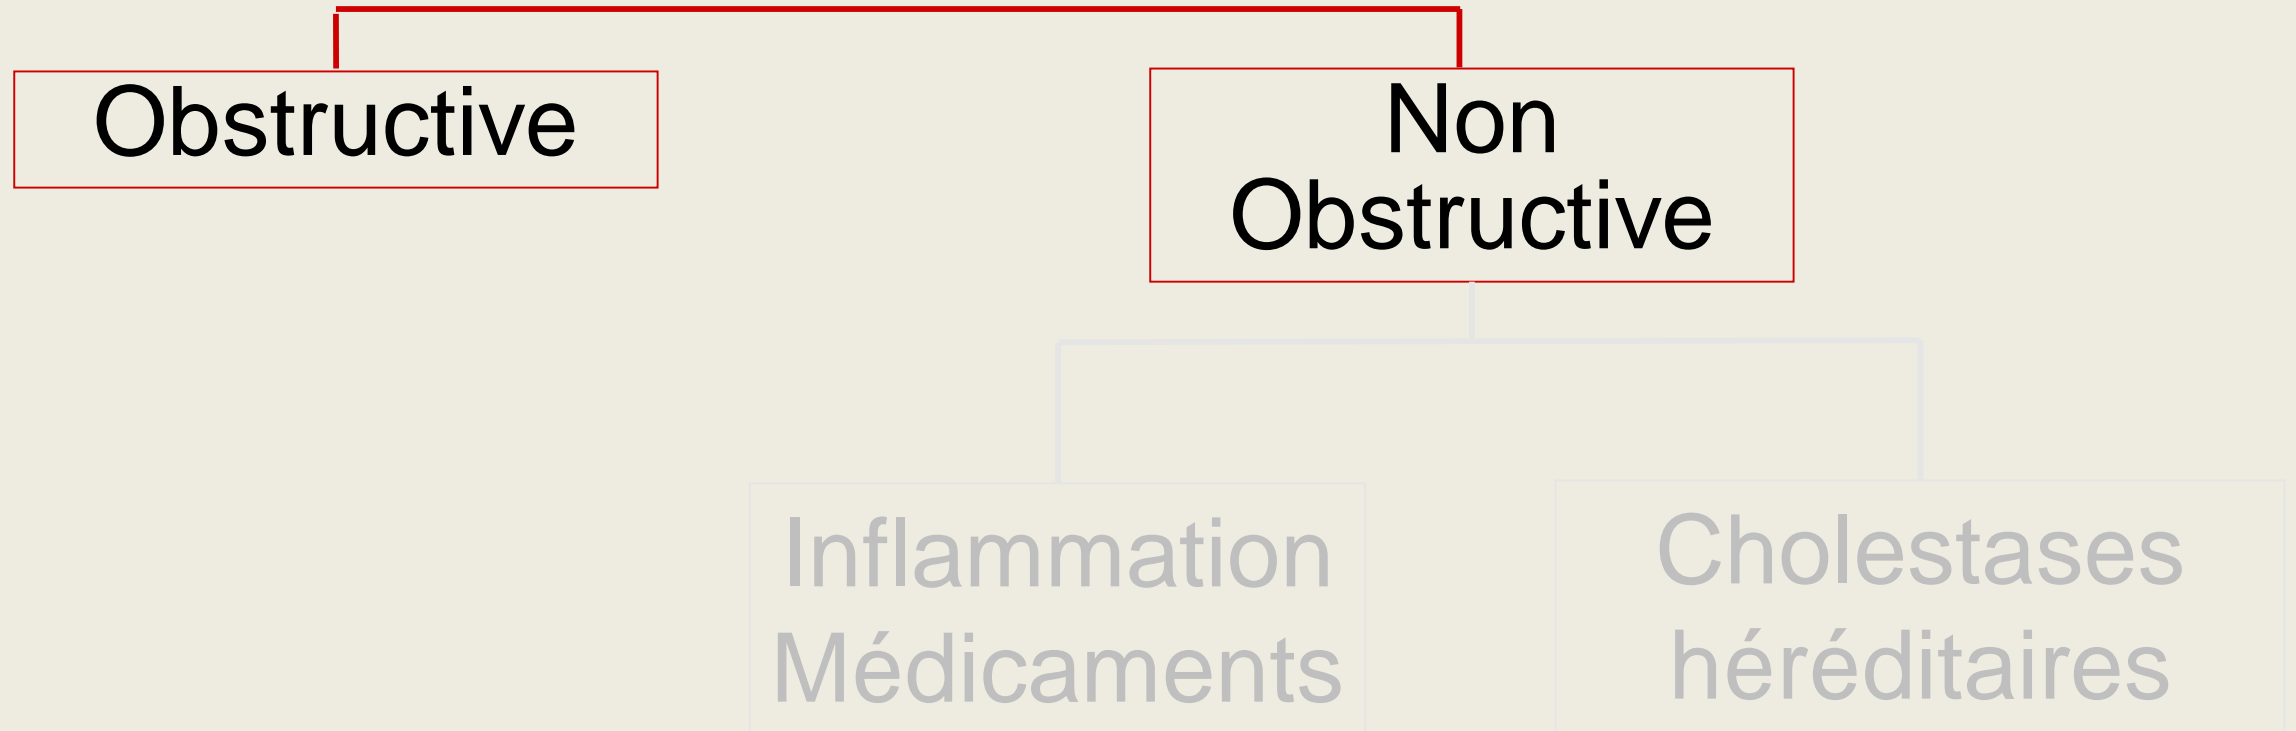 Obstructive
Non
Obstructive
Inflammation
Médicaments
Cholestases
héréditaires